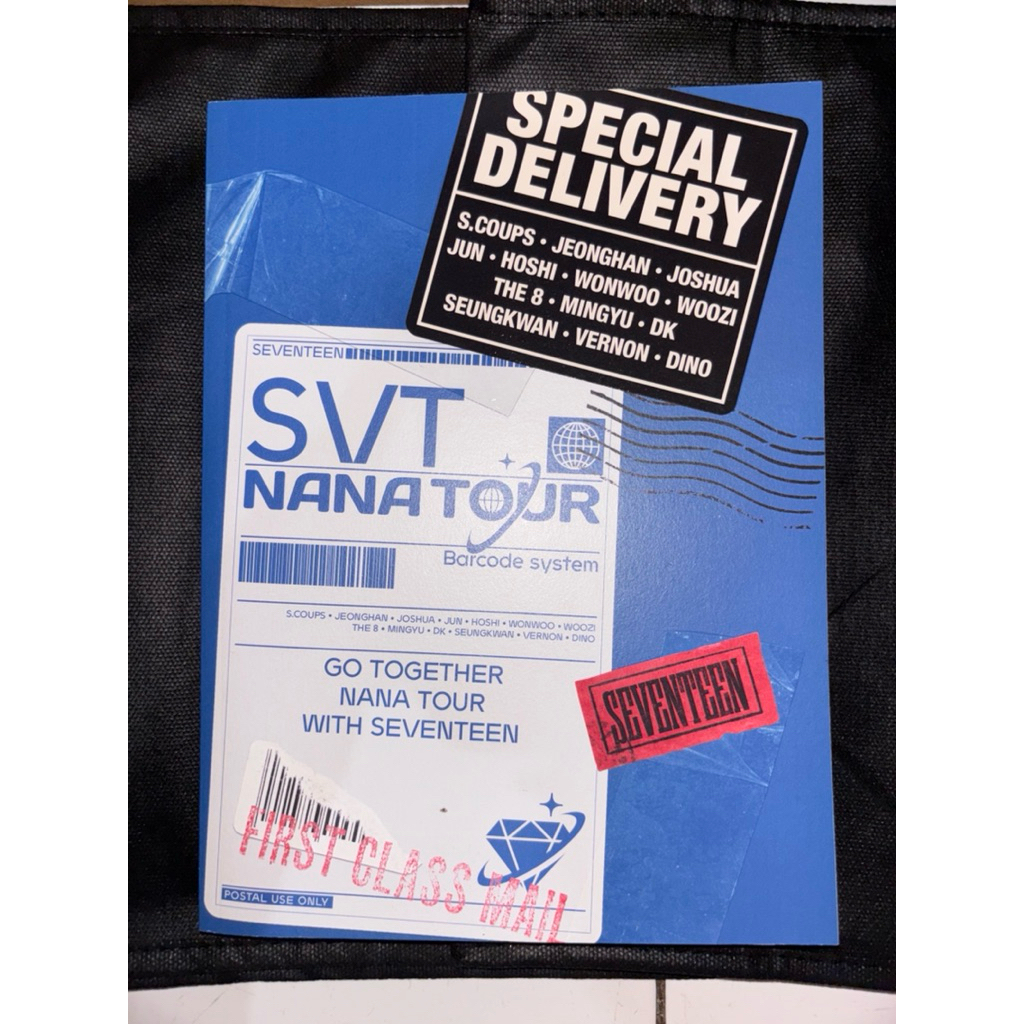 SPECIAL
DELIVERY
S.COUPS • JEONGHAN • JOSHUA
JUN • HOSHI • WONWOO • WOOZI
THE 8 • MINGYU • DK
SEUNGKWAN • VERNON • DINO
SEVENTEEN
SVT
NANA TOUR
Barcode system
S.COUPS • JEONGHAN • JOSHUA • JUN • HOSHI • WONWOO • WOOZI
THE 8 • MINGYU • DK • SEUNGKWAN • VERNON • DINO
GO TOGETHER
NANA TOUR
WITH SEVENTEEN
SEVENTEEN
FIRST CLASS MAIL
POSTAL USE ONLY